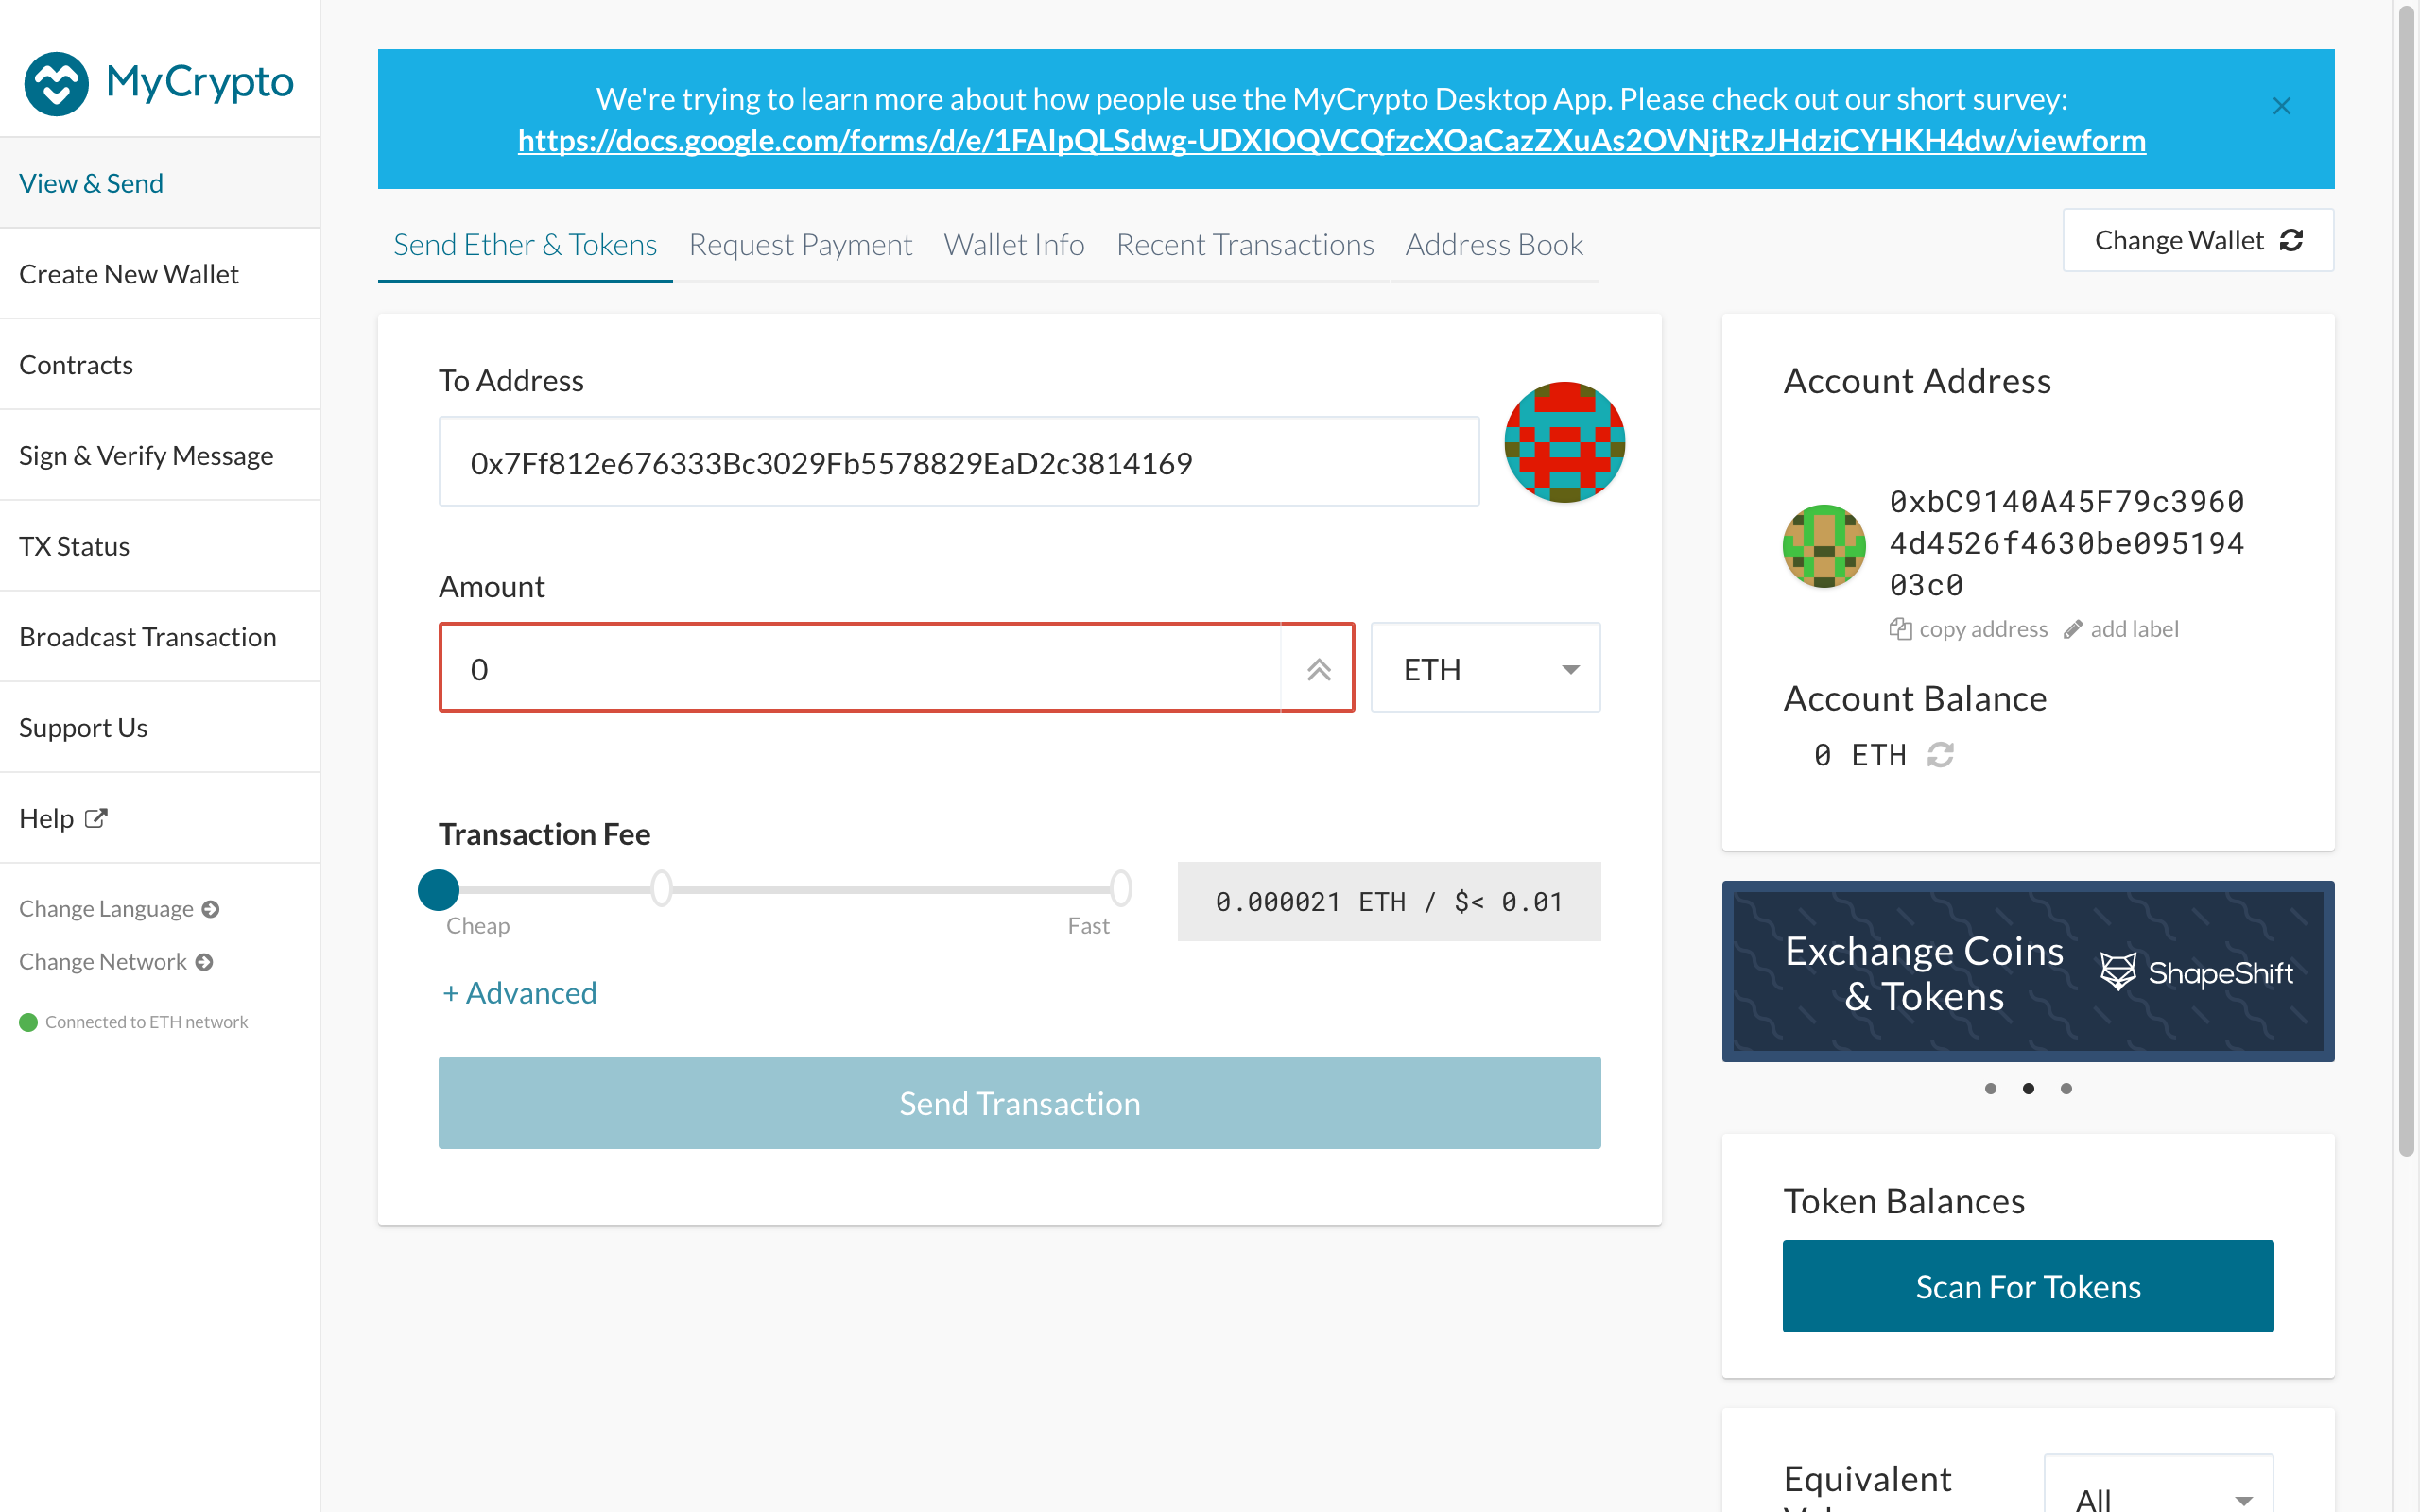 MyCrypto
View & Send
Create New Wallet
Contracts
Sign & Verify Message
TX Status
Broadcast Transaction
Support Us
Help
Change Language
Change Network
Connected to ETH network
We're trying to learn more about how people use the MyCrypto Desktop App. Please check out our short survey:
https://docs.google.com/forms/d/e/1FAIpQLSdwg-UDXIOQVCQfzcXOaCazZXuAs2OVNjtRzJHdziCYHKH4dw/viewform
Send Ether & Tokens
Request Payment
Wallet Info
Recent Transactions
Address Book
Change Wallet
To Address
0x7Ff812e676333Bc3029Fb5578829EaD2c3814169
Amount
0
ETH
Transaction Fee
Cheap
Fast
0.000021 ETH / $< 0.01
+ Advanced
Send Transaction
Account Address
0xbC9140A45F79c3960
4d4526f4630be095194
03c0
copy address
add label
Account Balance
0 ETH
Exchange Coins
& Tokens
ShapeShift
Token Balances
Scan For Tokens
Equivalent
All